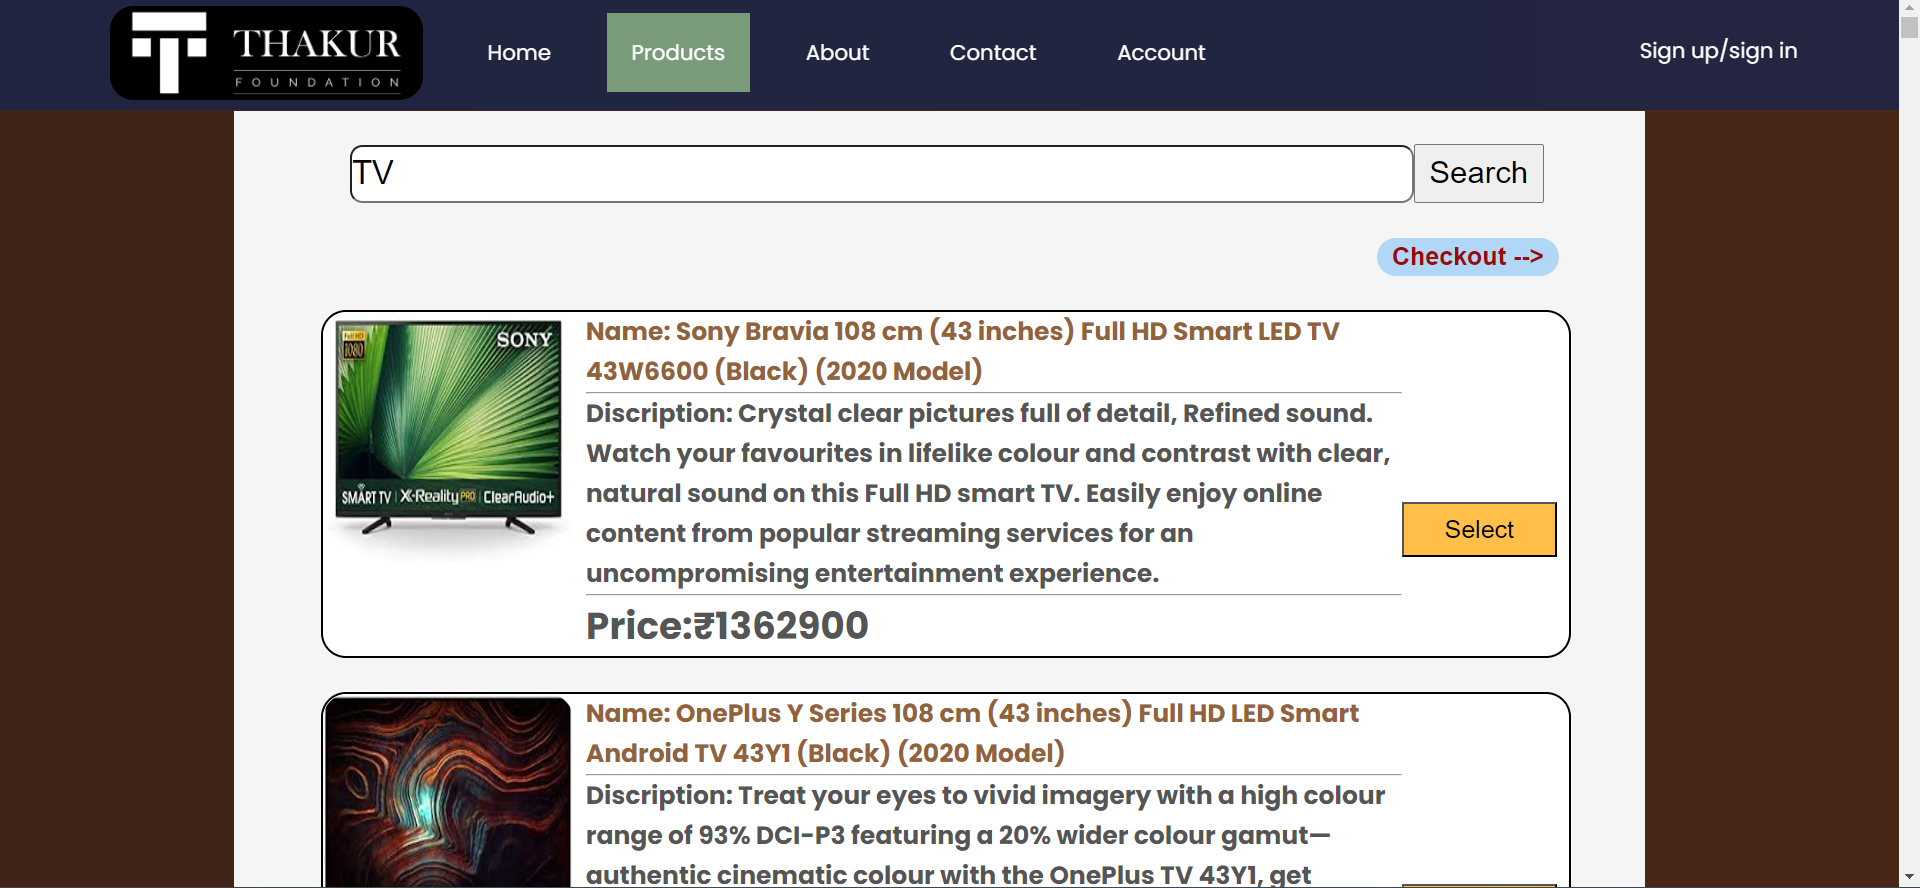 THAKUR
FOUNDATION
Home
Products
About
Contact
Account
Sign up/sign in
TV
Search
Checkout -->
Full HD
1080
SONY
SMART TV | X-Reality PRO | ClearAudio+
Name: Sony Bravia 108 cm (43 inches) Full HD Smart LED TV
43W6600 (Black) (2020 Model)
Discription: Crystal clear pictures full of detail, Refined sound.
Watch your favourites in lifelike colour and contrast with clear,
natural sound on this Full HD smart TV. Easily enjoy online
content from popular streaming services for an
uncompromising entertainment experience.
Price:₹1362900
Select
Name: OnePlus Y Series 108 cm (43 inches) Full HD LED Smart
Android TV 43Y1 (Black) (2020 Model)
Discription: Treat your eyes to vivid imagery with a high colour
range of 93% DCI-P3 featuring a 20% wider colour gamut—
authentic cinematic colour with the OnePlus TV 43Y1, get